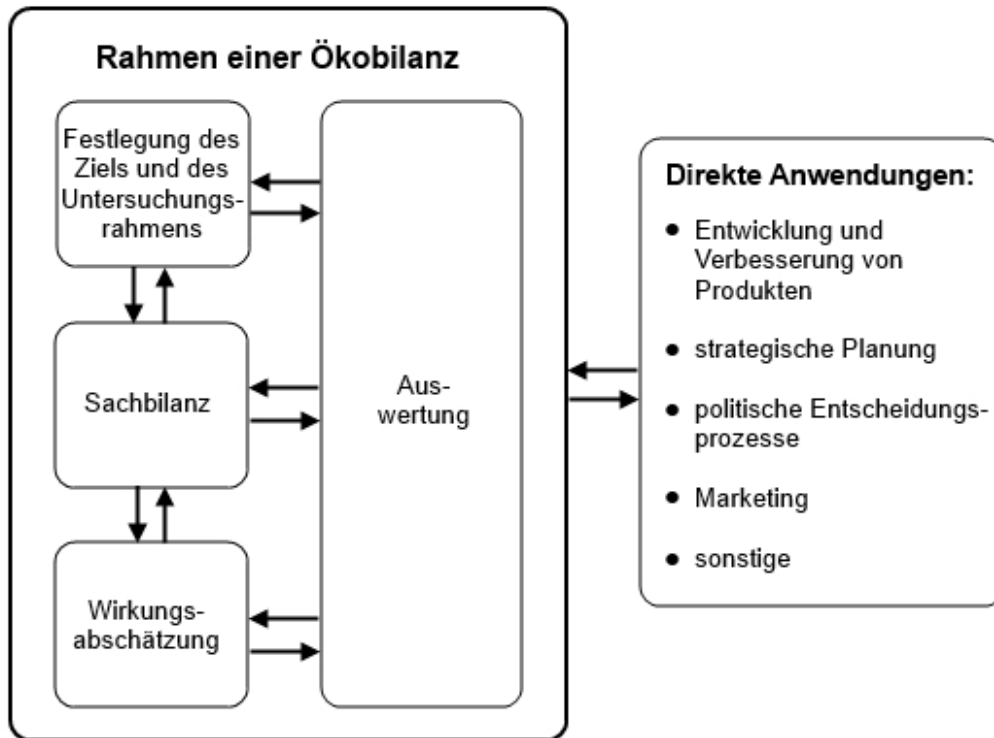 Rahmen einer Ökobilanz
Festlegung des
Ziels und des
Untersuchungs-
rahmens
Sachbilanz
Wirkungs-
abschätzung
Aus-
wertung
Direkte Anwendungen:
● Entwicklung und
Verbesserung von
Produkten
● strategische Planung
● politische Entscheidungs-
prozesse
● Marketing
● sonstige